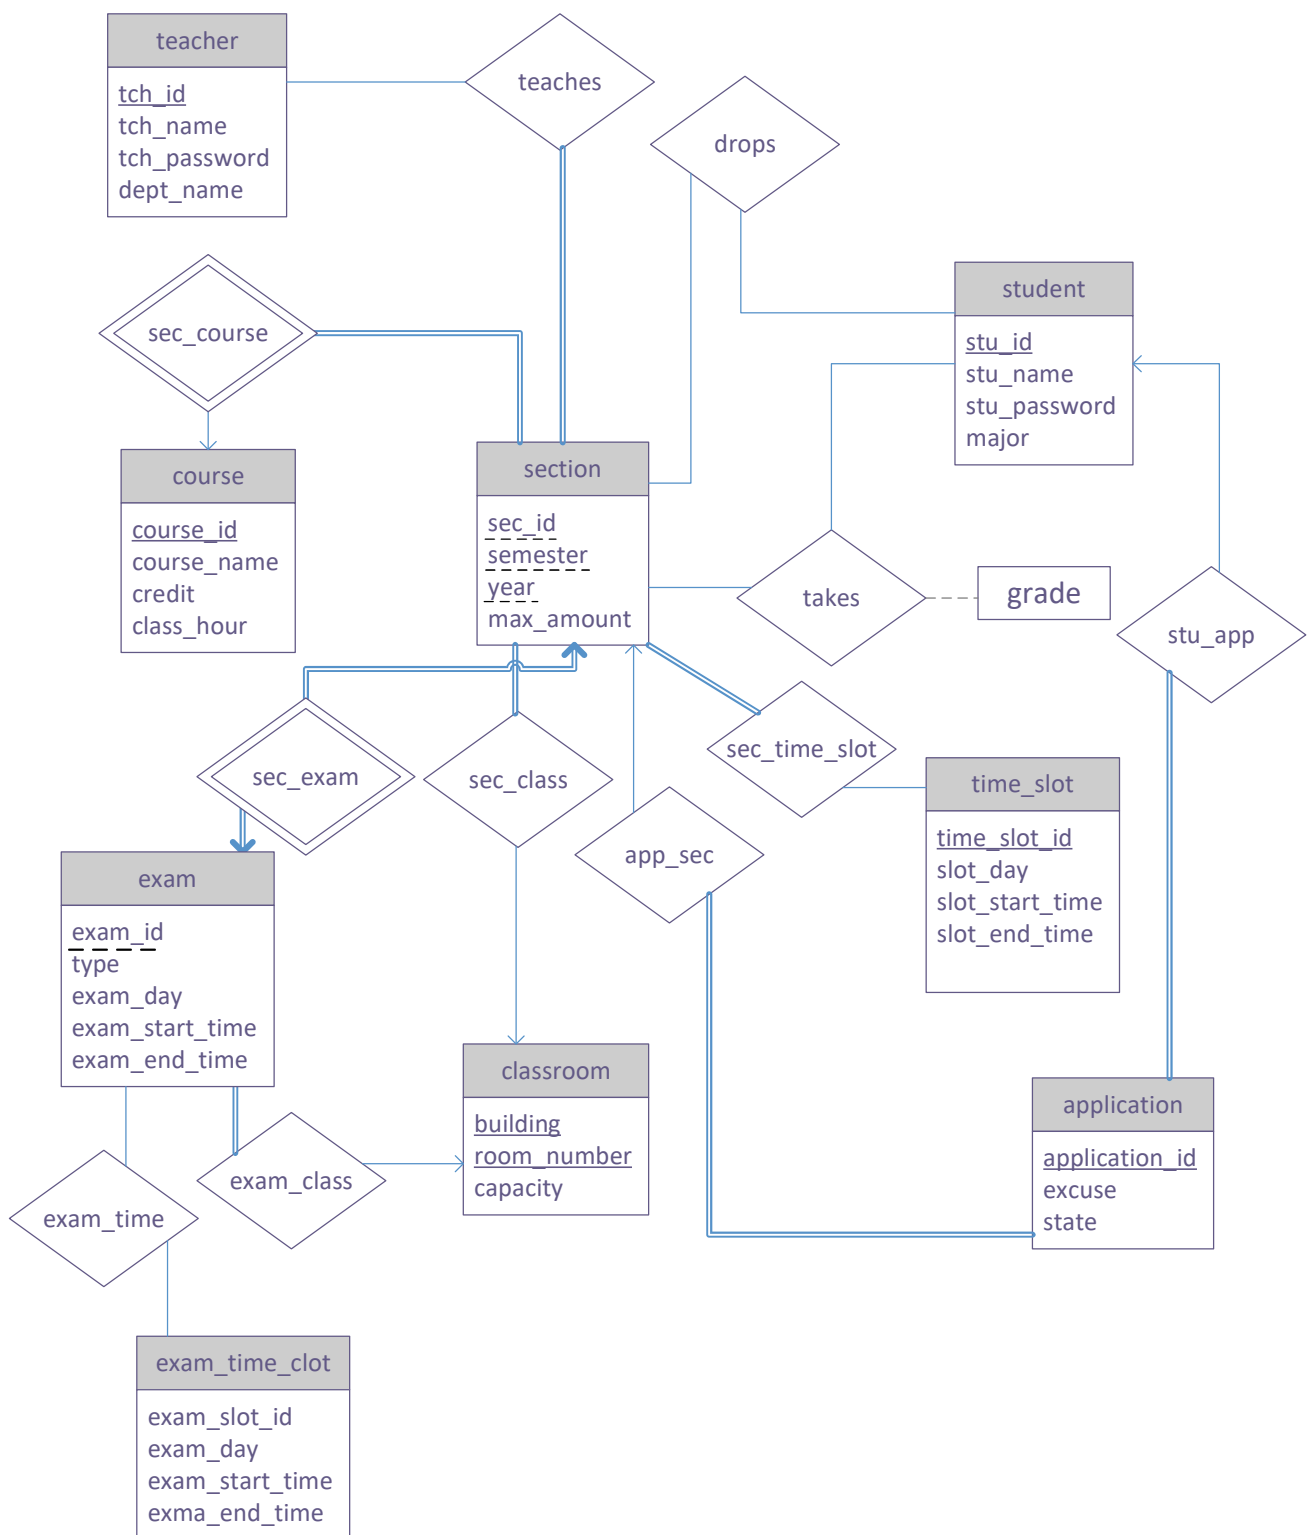 teacher
tch_id
tch_name
tch_password
dept_name
teaches
drops
sec_course
student
stu_id
stu_name
stu_password
major
course
course_id
course_name
credit
class_hour
section
sec_id
semester
year
max_amount
takes
grade
stu_app
sec_exam
sec_class
sec_time_slot
app_sec
time_slot
time_slot_id
slot_day
slot_start_time
slot_end_time
exam
exam_id
type
exam_day
exam_start_time
exam_end_time
classroom
building
room_number
capacity
application
application_id
excuse
state
exam_class
exam_time
exam_time_clot
exam_slot_id
exam_day
exam_start_time
exma_end_time